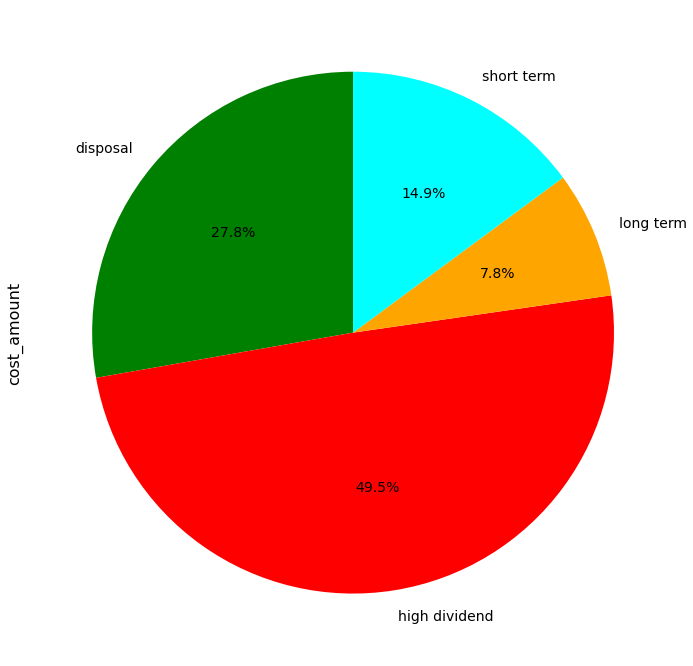 short term
disposal
14.9%
long term
27.8%
7.8%
cost_amount
49.5%
high dividend